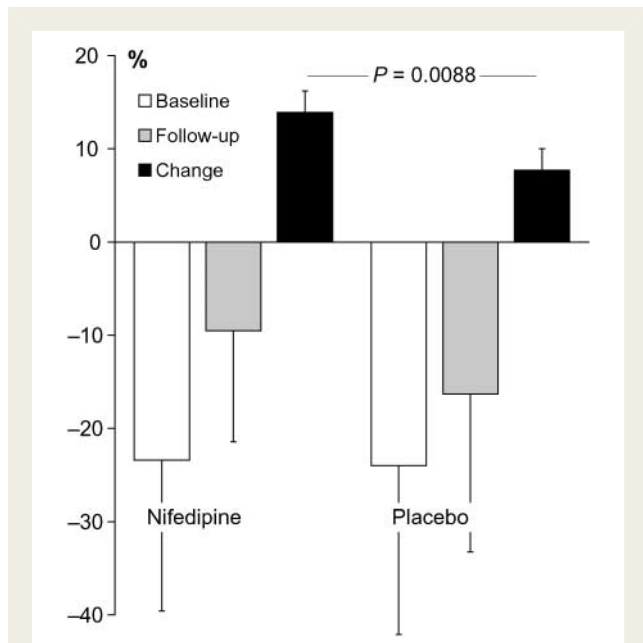 20
%
P = 0.0088
Baseline
Follow-up
Change
10
0
–10
–20
–30
–40
Nifedipine
Placebo